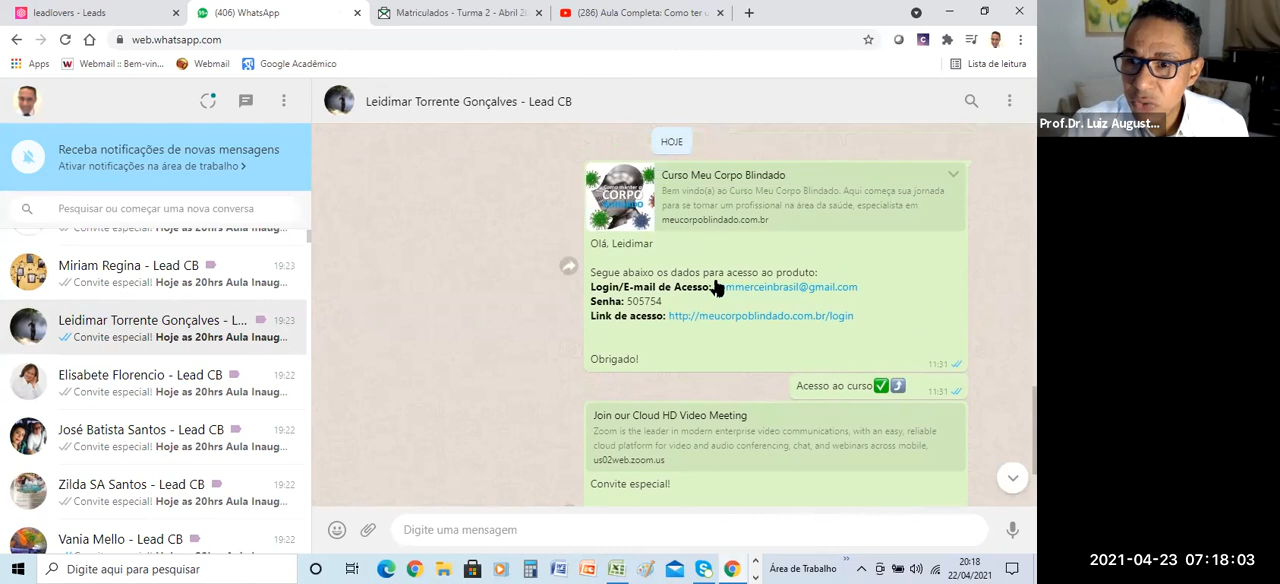 leadlovers - Leads
(406) WhatsApp
Matriculados - Turma 2 - Abril 2
(286) Aula Completa: Como ter u
web.whatsapp.com
Apps
Webmail :: Bem-vin...
Webmail
Google Acadêmico
Lista de leitura
Leidimar Torrente Gonçalves - Lead CB
Receba notificações de novas mensagens
Ativar notificações na área de trabalho >
Pesquisar ou começar uma nova conversa
Convite especial! Hoje as 20hrs Aula Inaug...
Miriam Regina - Lead CB
19:23
Convite especial! Hoje as 20hrs Aula Inaug...
Leidimar Torrente Gonçalves - L...
19:23
Convite especial! Hoje as 20hrs Aula Inaug...
Elisabete Florencio - Lead CB
19:22
Convite especial! Hoje as 20hrs Aula Inaug...
José Batista Santos - Lead CB
19:22
Convite especial! Hoje as 20hrs Aula Inaug...
Zilda SA Santos - Lead CB
19:22
Convite especial! Hoje as 20hrs Aula Inaug...
Vania Mello - Lead CB
19:22
HOJE
CORPO
Curso Meu Corpo Blindado
Bem vindo(a) ao Curso Meu Corpo Blindado. Aqui começa sua jornada
para se tornar um profissional na área da saúde, especialista em
meucorpoblindado.com.br
Olá, Leidimar
Segue abaixo os dados para acesso ao produto:
Login/E-mail de Acesso: mmerceinbrasil@gmail.com
Senha: 505754
Link de acesso: http://meucorpoblindado.com.br/login
Obrigado!
11:31
Acesso ao curso
11:31
Join our Cloud HD Video Meeting
Zoom is the leader in modern enterprise video communications, with an easy, reliable
cloud platform for video and audio conferencing, chat, and webinars across mobile,
us02web.zoom.us
Convite especial!
Digite uma mensagem
Digite aqui para pesquisar
Área de Trabalho
20:18
22/04/2021
Prof.Dr. Luiz August...
2021-04-23 07:18:03